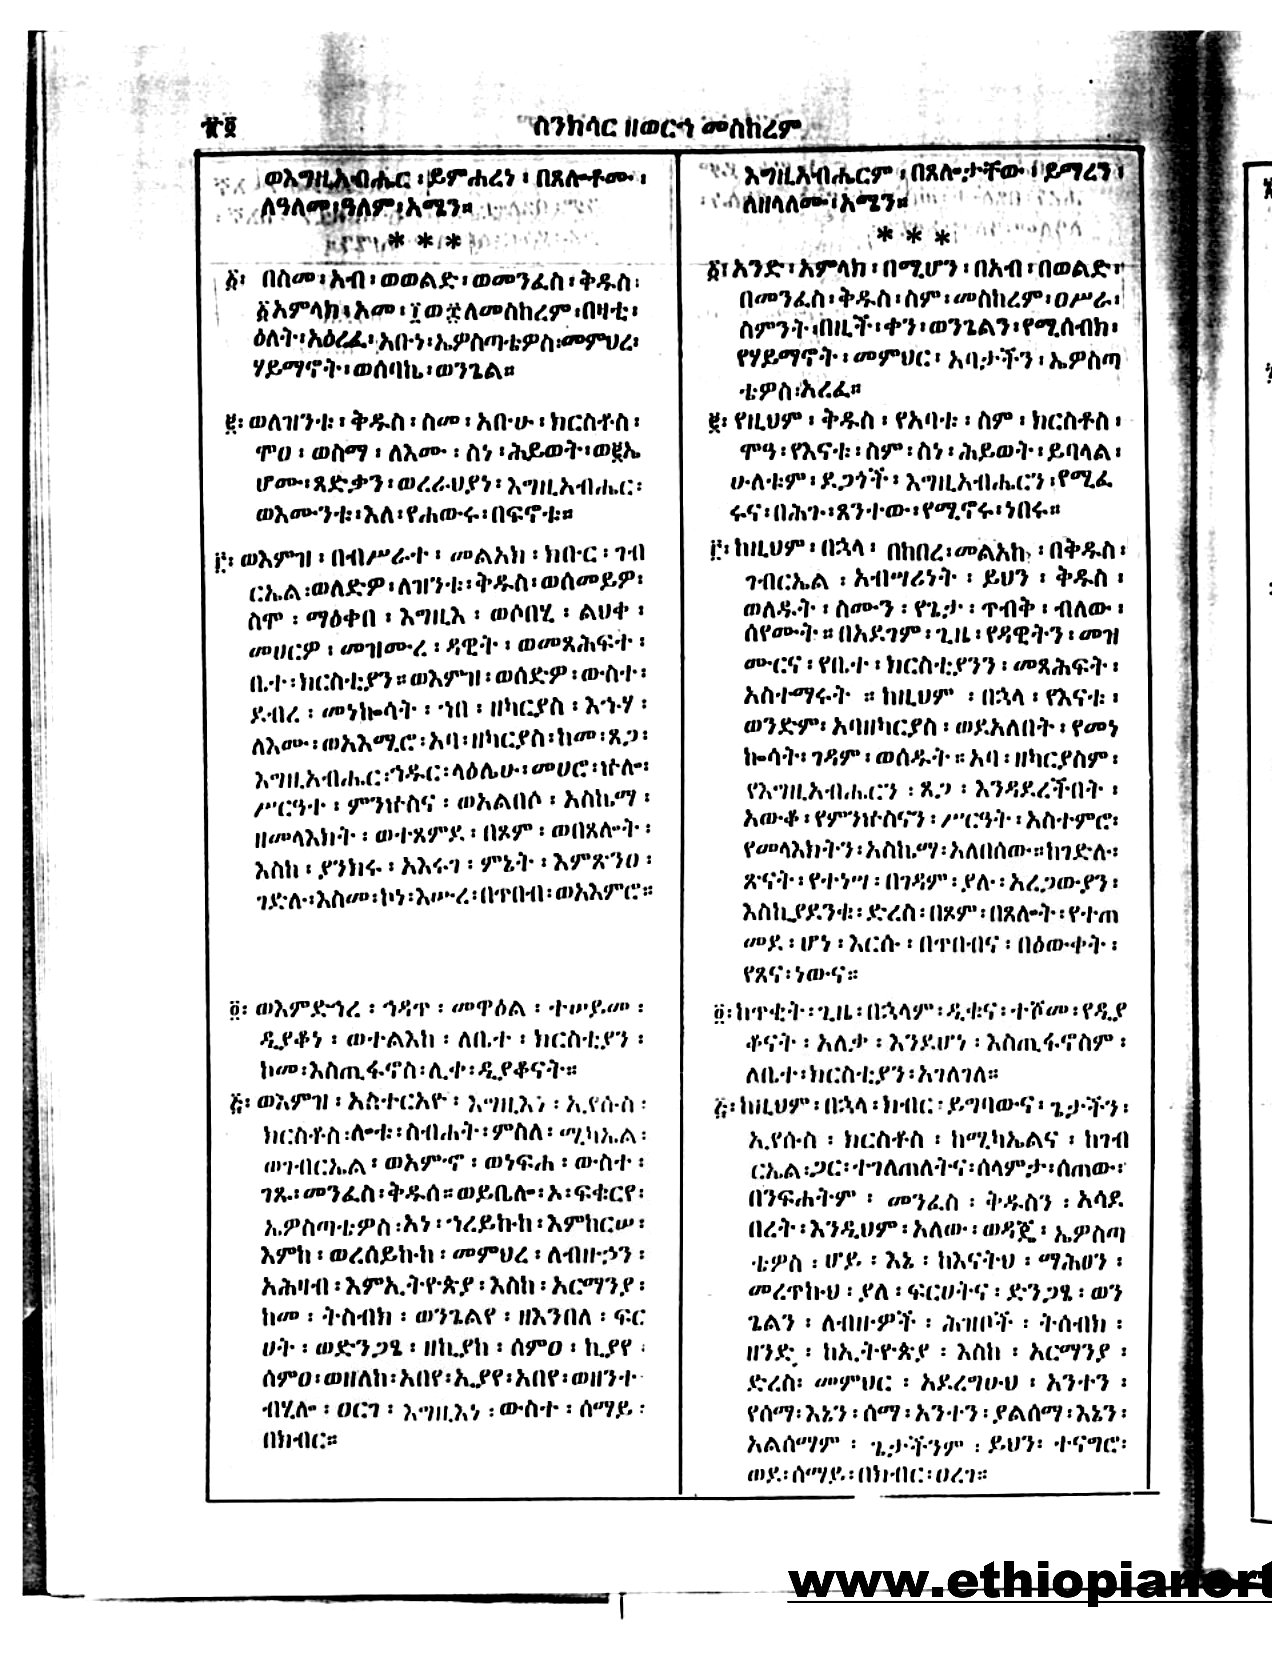 ፹፬
ስንክሳር ዘወርኀ መስከረም
ወእግዚአብሔር ፡ ይምሐረነ ፡ በጸሎቶሙ ፡
ለዓለመ ፡ ዓለም ፡ አሜን።
* * *
፩፡ በስመ ፡ አብ ፡ ወወልድ ፡ ወመንፈስ ፡ ቅዱስ ፡
፩አምላክ ፡ አመ ፡ ፲ወ፰ለመስከረም ፡ በዛቲ ፡
ዕለት ፡ አዕረፈ ፡ አቡነ ፡ ኤዎስጣቴዎስ ፡ መምህረ ፡
ሃይማኖት ፡ ወሰባኬ ፡ ወንጌል።
፪፡ ወለዝንቱ ፡ ቅዱስ ፡ ስመ ፡ አቡሁ ፡ ክርስቶስ ፡
ሞሀ ፡ ወስማ ፡ ለእሙ ፡ ስነ ፡ ሕይወት ፡ ወ፪ኤ
ሆሙ ፡ ጸድቃን ፡ ወረራህያነ ፡ እግዚአብሔር ፡
ወእሙንቱ ፡ እለ ፡ የሐውሩ ፡ በፍኖቱ።
፫፡ ወእምዝ ፡ በብሥራተ ፡ መልአክ ፡ ክቡር ፡ ገብ
ርኤል ፡ ወለድዎ ፡ ለዝንቱ ፡ ቅዱስ ፡ ወሰመይዎ ፡
ስሞ ፡ ማዕቀበ ፡ እግዚእ ፡ ወሶበሂ ፡ ልህቀ ፡
መሀርዎ ፡ መዝሙረ ፡ ዳዊት ፡ ወመጻሕፍተ ፡
ቤተ ፡ ክርስቲያን። ወእምዝ ፡ ወሰድዎ ፡ ውስተ ፡
ደብረ ፡ መነኰሳት ፡ ኀበ ፡ ዘካርያስ ፡ እኁሃ ፡
ለእሙ ፡ ወአእሚሮ ፡ አባ ፡ ዘካርያስ ፡ ከመ ፡ ጸጋ ፡
እግዚአብሔር ፡ ኀዱር ፡ ላዕሌሁ ፡ መሀሮ ፡ ኵሎ ፡
ሥርዓተ ፡ ምንኵስና ፡ ወአልበሶ ፡ አስኬማ ፡
ዘመላእክት ፡ ወተጸምደ ፡ በጾም ፡ ወበጸሎት ፡
እስከ ፡ ያንክሩ ፡ አእሩገ ፡ ምኔት ፡ እምጽንዐ ፡
ገድሉ ፡ እስመ ፡ ኮነ ፡ እሡረ ፡ በጥበብ ፡ ወአእምሮ።
፬፡ ወእምድኅረ ፡ ኅዳጥ ፡ መዋዕል ፡ ተሠይመ ፡
ዲያቆነ ፡ ወተልእከ ፡ ለቤተ ፡ ክርስቲያን ፡
ከመ ፡ እስጢፋኖስ ፡ ሊተ ፡ ዲያቆናት።
፭፡ ወእምዝ ፡ አስተርአዮ ፡ እግዚእነ ፡ ኢየሱስ ፡
ክርስቶስ ፡ ሎቱ ፡ ስብሐት ፡ ምስለ ፡ ሚካኤል ፡
ወገብርኤል ፡ ወአምኖ ፡ ወነፍሐ ፡ ውስተ ፡
ገጹ ፡ መንፈስ ፡ ቅዱሰ። ወይቤሎ ፡ አ ፡ ፍቁርየ ፡
ኤዎስጣቴዎስ ፡ አነ ፡ ኀረይኩከ ፡ እምከርሠ ፡
እምከ ፡ ወረሰይኩከ ፡ መምህረ ፡ ለብዙኃን ፡
አሕዛብ ፡ እምኢትዮጵያ ፡ እስከ ፡ አርማንያ ፡
ከመ ፡ ትስብክ ፡ ወንጌልየ ፡ ዘእንበለ ፡ ፍር
ሀት ፡ ወድንጋፄ ፡ ዘኪያከ ፡ ሰምዐ ፡ ኪያየ ፡
ሰምዐ ፡ ወዘለከ ፡ አበየ ፡ ኢያየ ፡ አበየ ፡ ወዘንተ
ብሂሎ ፡ ዐርገ ፡ እግዚእነ ፡ ውስተ ፡ ሰማይ ፡
በክብር።
እግዚአብሔርም ፡ በጸሎታቸው ፡ ይማረን ፡
ለዘላለሙ ፡ አሜን።
* * *
፩፡ አንድ ፡ አምላክ ፡ በሚሆን ፡ በአብ ፡ በወልድ ፡
በመንፈስ ፡ ቅዱስ ፡ ስም ፡ መስከረም ፡ ዐሥራ ፡
ስምንት ፡ በዚች ፡ ቀን ፡ ወንጌልን ፡ የሚሰብክ ፡
የሃይማኖት ፡ መምህር ፡ አባታችን ፡ ኤዎስጣ
ቴዎስ ፡ አረፈ።
፪፡ የዚህም ፡ ቅዱስ ፡ የአባቱ ፡ ስም ፡ ክርስቶስ ፡
ሞዓ ፡ የእናቱ ፡ ስም ፡ ስነ ፡ ሕይወት ፡ ይባላል ፡
ሁለቱም ፡ ደጋጎች ፡ እግዚአብሔርን ፡ የሚፈ
ሩና ፡ በሕጉ ፡ ጸንተው ፡ የሚኖሩ ፡ ነበሩ።
፫፡ ከዚህም ፡ በኋላ ፡ በከበረ ፡ መልአክ ፡ በቅዱስ ፡
ገብርኤል ፡ አብሣሪነት ፡ ይህን ፡ ቅዱስ ፡
ወለዱት ፡ ስሙን ፡ የጌታ ፡ ጥብቅ ፡ ብለው ፡
ሰየሙት። በአደገም ፡ ጊዜ ፡ የዳዊትን ፡ መዝ
ሙርና ፡ የቤተ ፡ ክርስቲያንን ፡ መጻሕፍት ፡
አስተማሩት ። ከዚህም ፡ በኋላ ፡ የእናቱ ፡
ወንድም ፡ አባዘካርያስ ፡ ወደአለበት ፡ የመነ
ኰሳት ፡ ገዳም ፡ ወሰዱት። አባ ፡ ዘካርያስም ፡
የእግዚአብሔርን ፡ ጸጋ ፡ እንዳደረችበት ፡
አውቆ ፡ የምንኵስናን ፡ ሥርዓት ፡ አስተምሮ ፡
የመላእክትን ፡ አስኬማ ፡ አለበሰው። ከገድሉ ፡
ጽናት ፡ የተነሣ ፡ በገዳም ፡ ያሉ ፡ አረጋውያን ፡
እስኪያደንቁ ፡ ድረስ ፡ በጾም ፡ በጸሎት ፡ የተጠ
መደ ፡ ሆነ ፡ እርሱ ፡ በጥበብና ፡ በዕውቀት ፡
የጸና ፡ ነውና።
፬፡ ከጥቂት ፡ ጊዜ ፡ በኋላም ፡ ዲቁና ፡ ተሾመ ፡ የዲያ
ቆናት ፡ አለቃ ፡ እንደሆነ ፡ እስጢፋኖስም ፡
ለቤተ ፡ ክርስቲያን ፡ አገለገለ።
፭፡ ከዚህም ፡ በኋላ ፡ ክብር ፡ ይግባውና ፡ ጌታችን ፡
ኢየሱስ ፡ ክርስቶስ ፡ ከሚካኤልና ፡ ከገብ
ርኤል ፡ ጋር ፡ ተገለጠለትና ፡ ሰላምታ ፡ ሰጠው ፡
በንፍሐትም ፡ መንፈስ ፡ ቅዱስን ፡ አሳደ
በረት ፡ እንዲህም ፡ አለው ፡ ወዳጄ ፡ ኤዎስጣ
ቴዎስ ፡ ሆይ ፡ እኔ ፡ ከእናትህ ፡ ማሕፀን ፡
መረጥኩህ ፡ ያለ ፡ ፍርሀትና ፡ ድንጋፄ ፡ ወን
ጌልን ፡ ለብዙዎች ፡ ሕዝቦች ፡ ትሰብክ ፡
ዘንድ ፡ ከኢትዮጵያ ፡ እስከ ፡ አርማንያ ፡
ድረስ ፡ መምህር ፡ አደረግሁህ ፡ አንተን ፡
የሰማ ፡ እኔን ፡ ሰማ ፡ አንተን ፡ ያልሰማ ፡ እኔን ፡
አልሰማም ፡ ጌታችንም ፡ ይህን ፡ ተናግሮ ፡
ወደ ፡ ሰማይ ፡ በክብር ፡ ዐረገ።